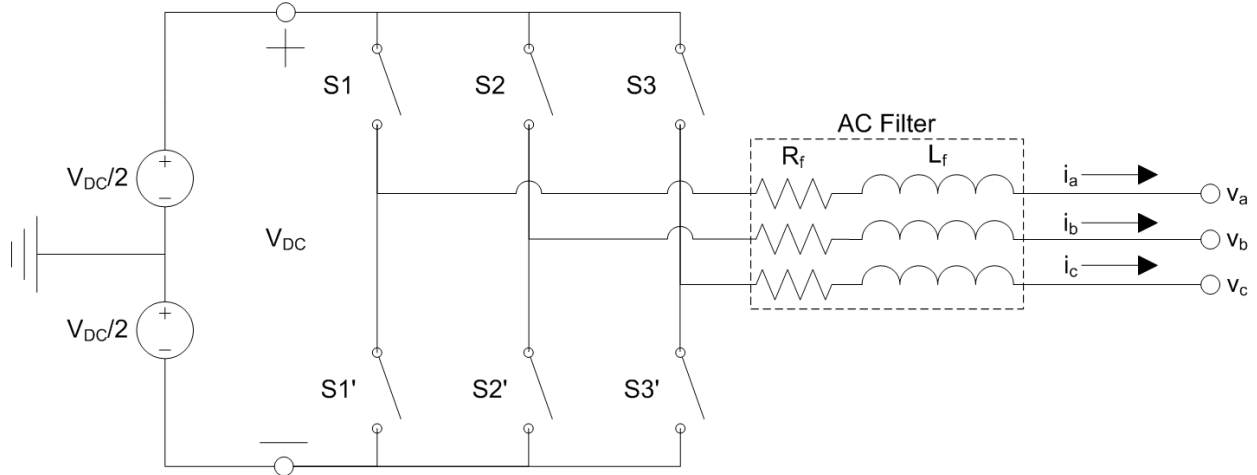 S1
S2
S3
AC Filter
R_f
L_f
V_DC/2
+
−
V_DC
i_a
v_a
i_b
v_b
i_c
v_c
V_DC/2
+
−
S1'
S2'
S3'